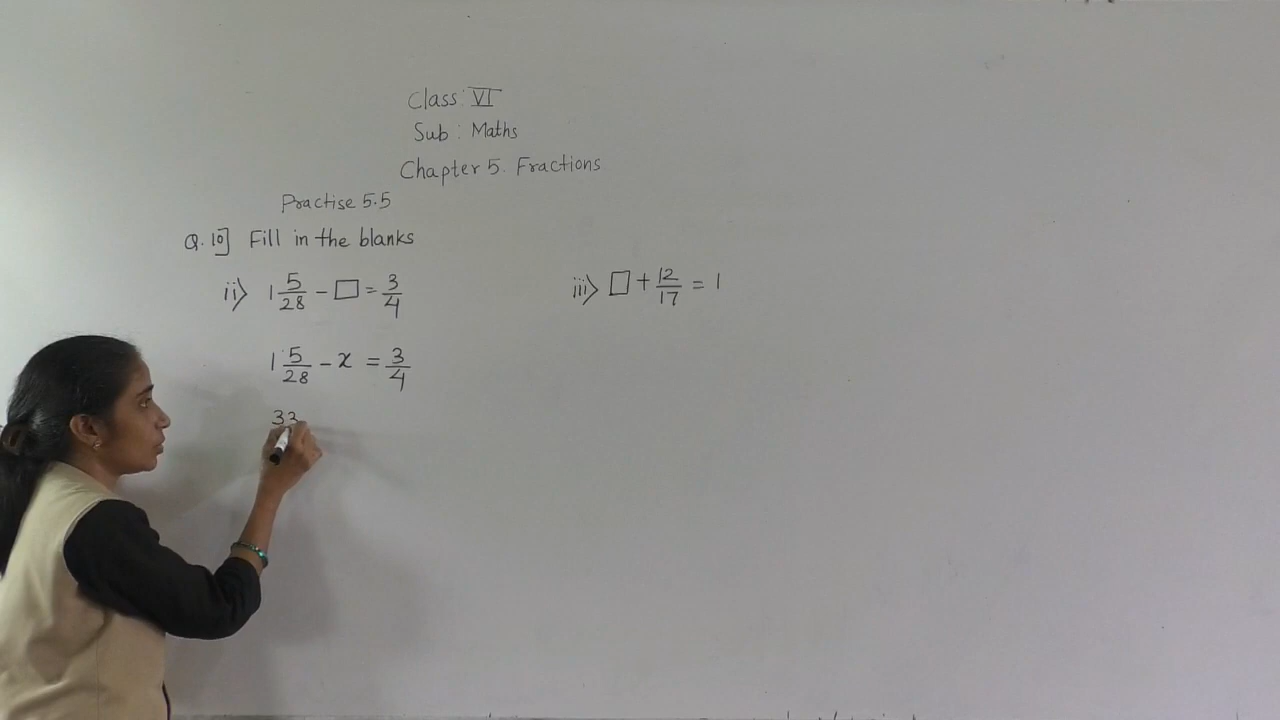 Class : VI
Sub : Maths
Chapter 5. Fractions
Practise 5.5
Q. 10] Fill in the blanks
ii) 1 5/28 - □ = 3/4
iii) □ + 12/17 = 1
1 5/28 - x = 3/4
33